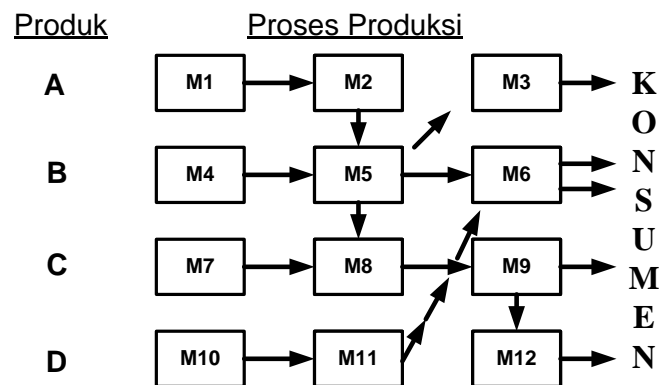 Produk Proses Produksi
A M1 M2 M3
B M4 M5 M6
C M7 M8 M9
D M10 M11 M12
K
O
N
S
U
M
E
N